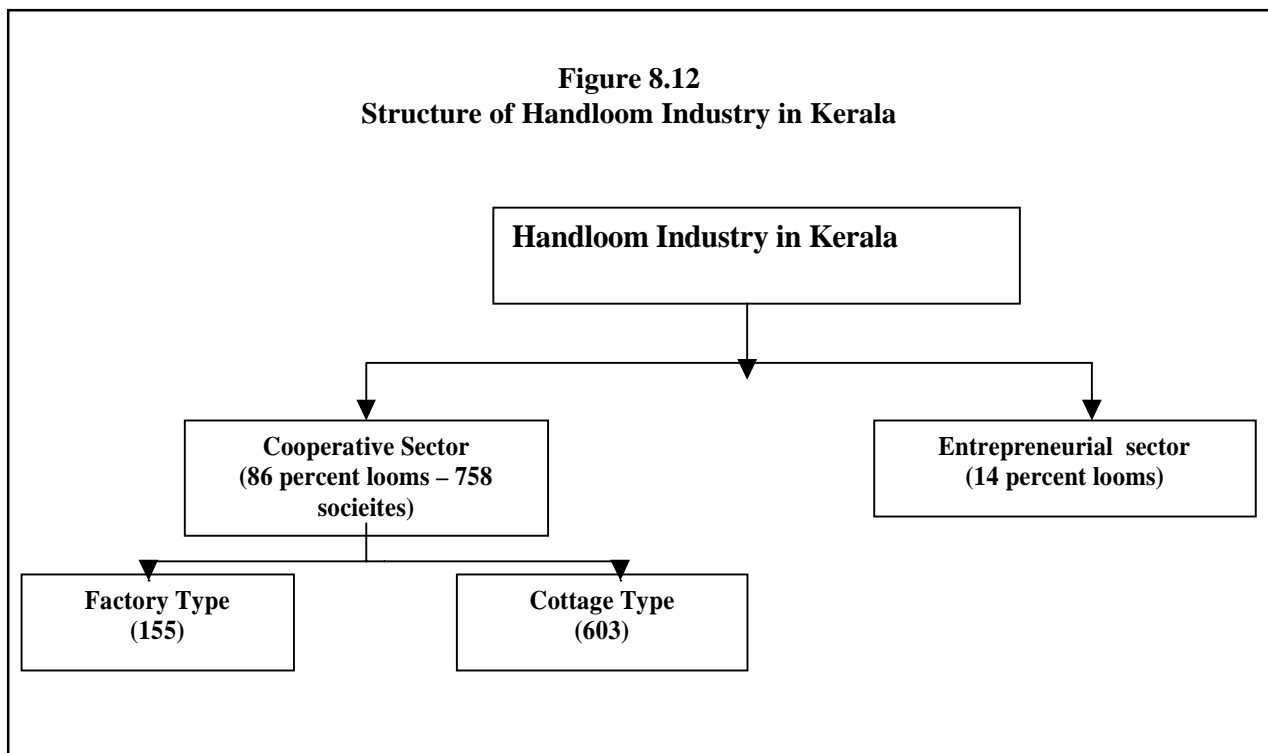 Figure 8.12
Structure of Handloom Industry in Kerala
Handloom Industry in Kerala
Cooperative Sector
(86 percent looms – 758
socieites)
Entrepreneurial sector
(14 percent looms)
Factory Type
(155)
Cottage Type
(603)